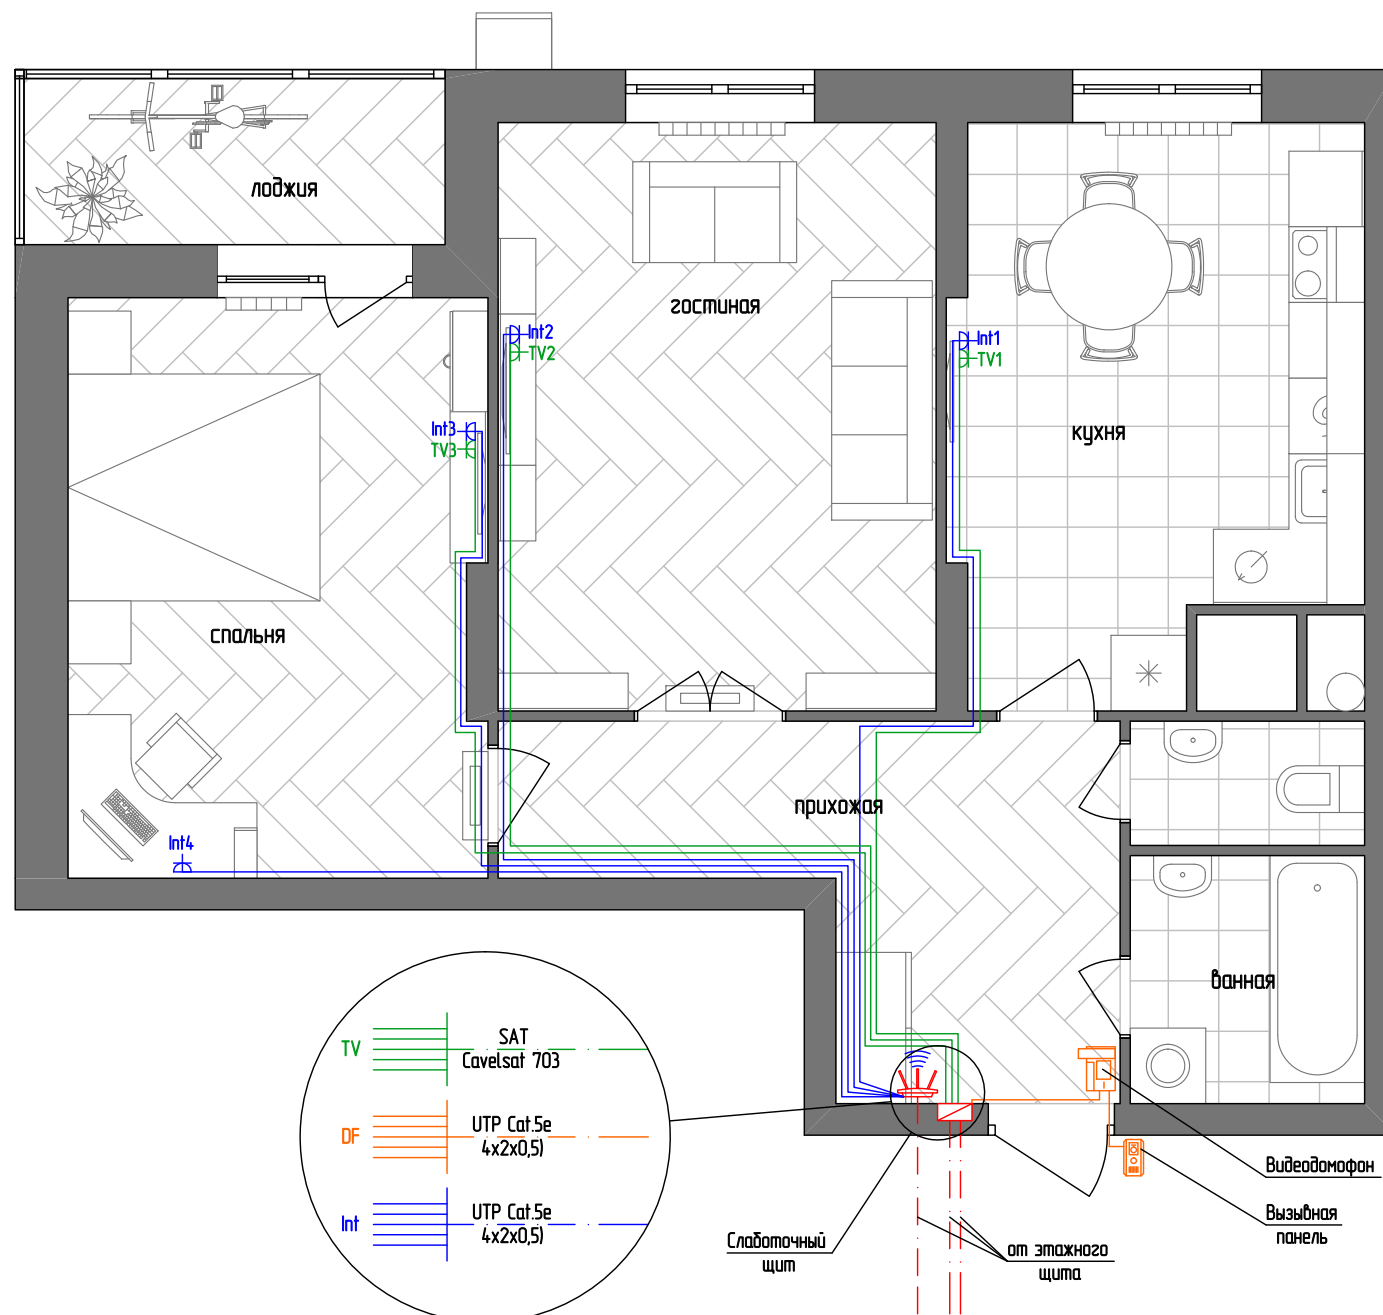 лоджия
гостиная
Int2
TV2
Int1
TV1
кухня
Int3
TV3
спальня
прихожая
Int4
ванная
TV
SAT
Cavelsat 703
DF
UTP Cat.5e
4x2x0,5)
Int
UTP Cat.5e
4x2x0,5)
Видеодомофон
Вызывная
панель
Слаботочный
щит
от этажного
щита